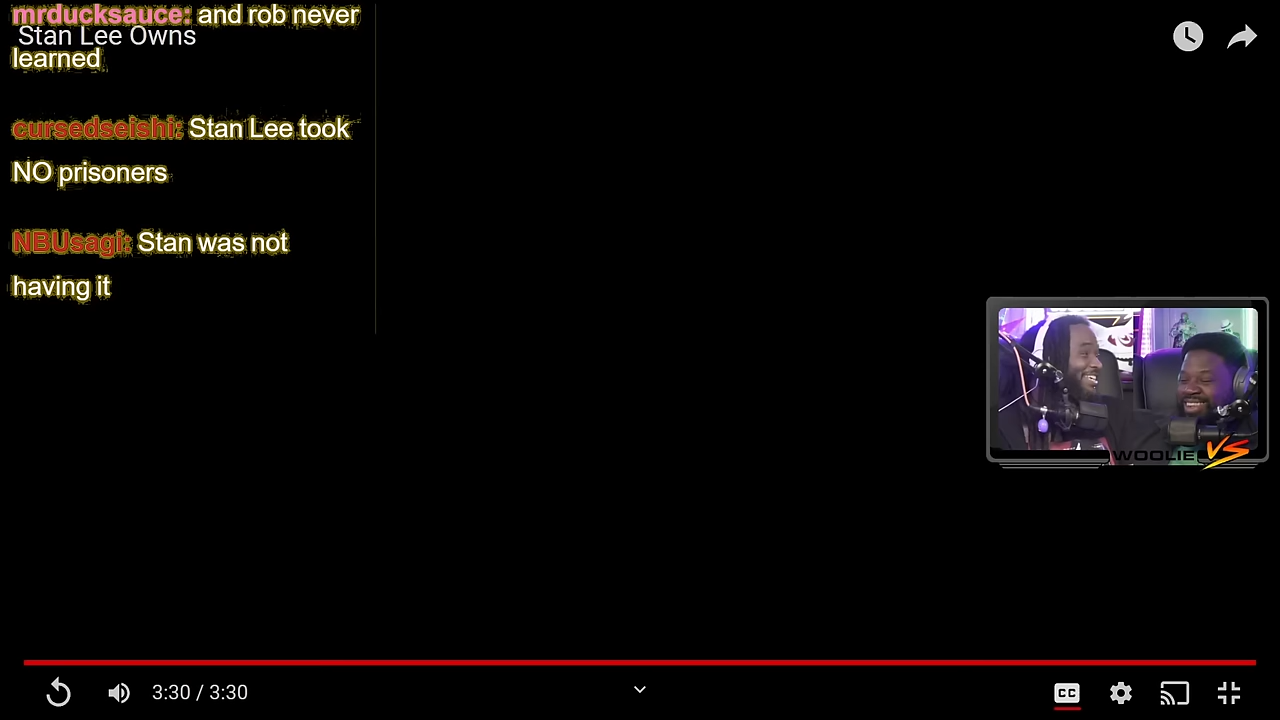 mrducksauce: and rob never
Stan Lee Owns
learned
cursedseishi: Stan Lee took
NO prisoners
NBUsagi: Stan was not
having it
WOOLIE VS
3:30 / 3:30
CC